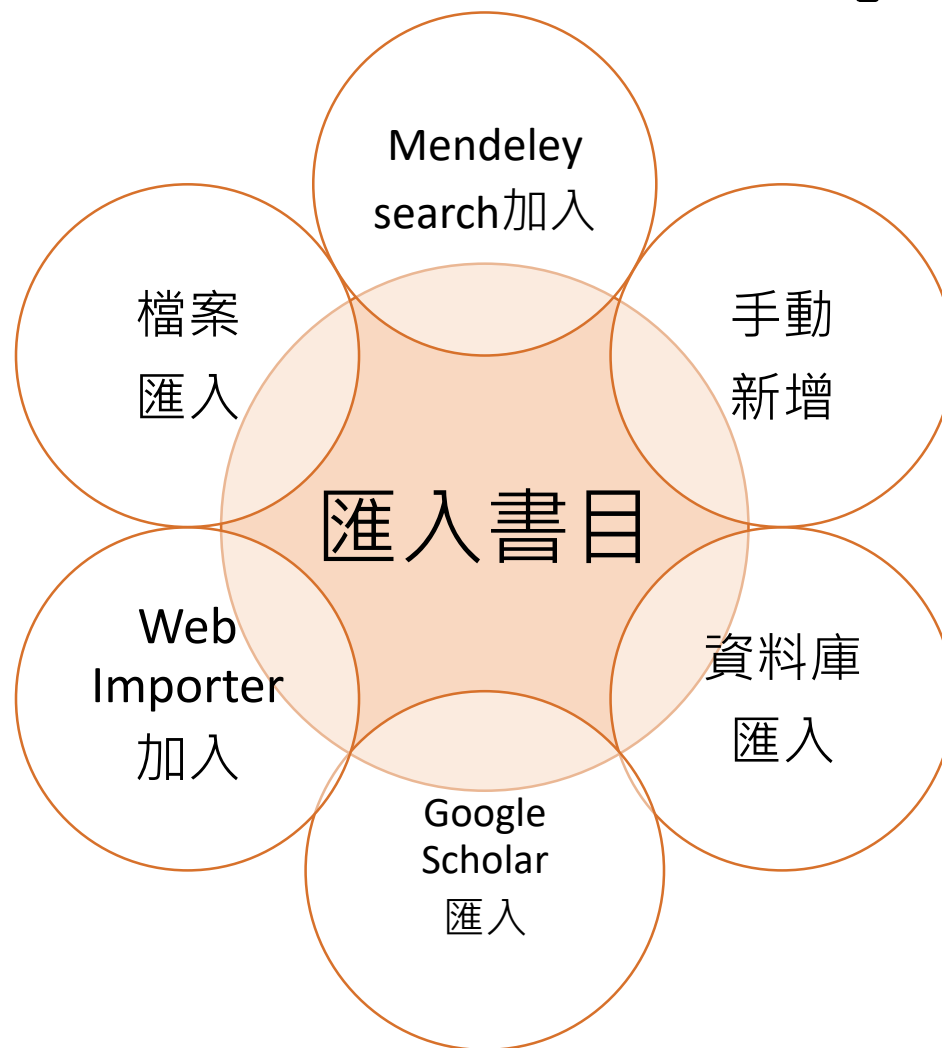 Mendeley
search加入
手動
新增
資料庫
匯入
Google
Scholar
匯入
Web
Importer
加入
檔案
匯入
匯入書目